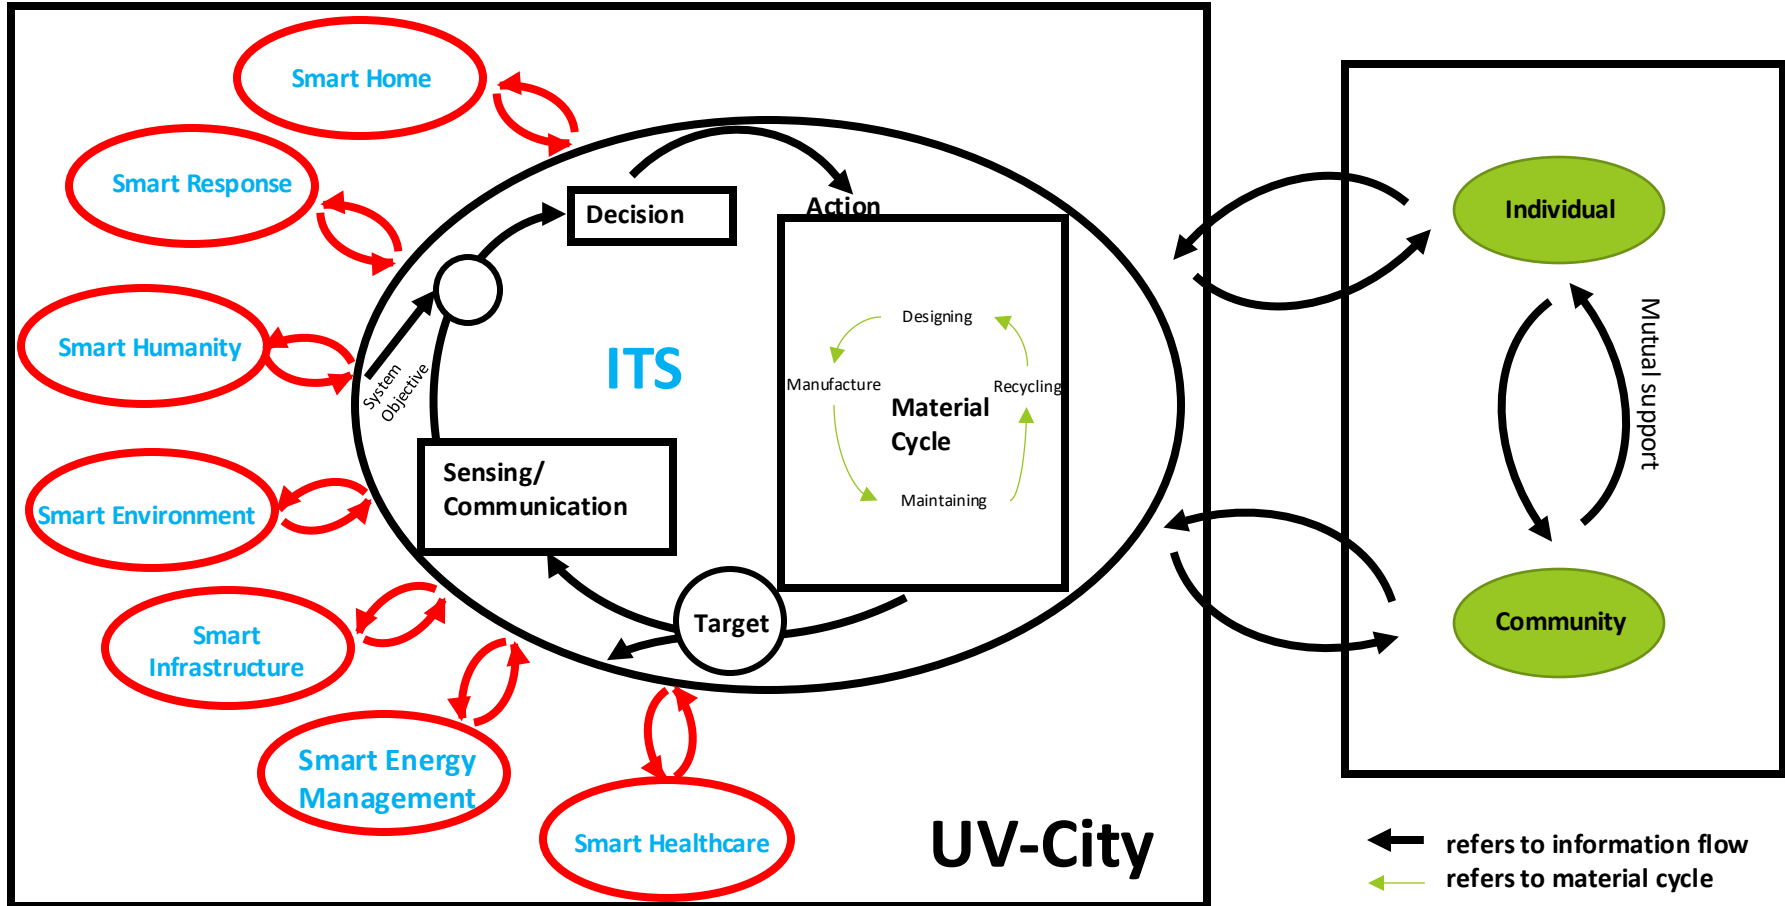 Smart Home
Smart Response
Smart Humanity
Smart Environment
Smart
Infrastructure
Smart Energy
Management
Smart Healthcare
System
Objective
Decision
Action
ITS
Sensing/
Communication
Target
Designing
Manufacture
Recycling
Material
Cycle
Maintaining
UV-City
Individual
Mutual support
Community
refers to information flow
refers to material cycle